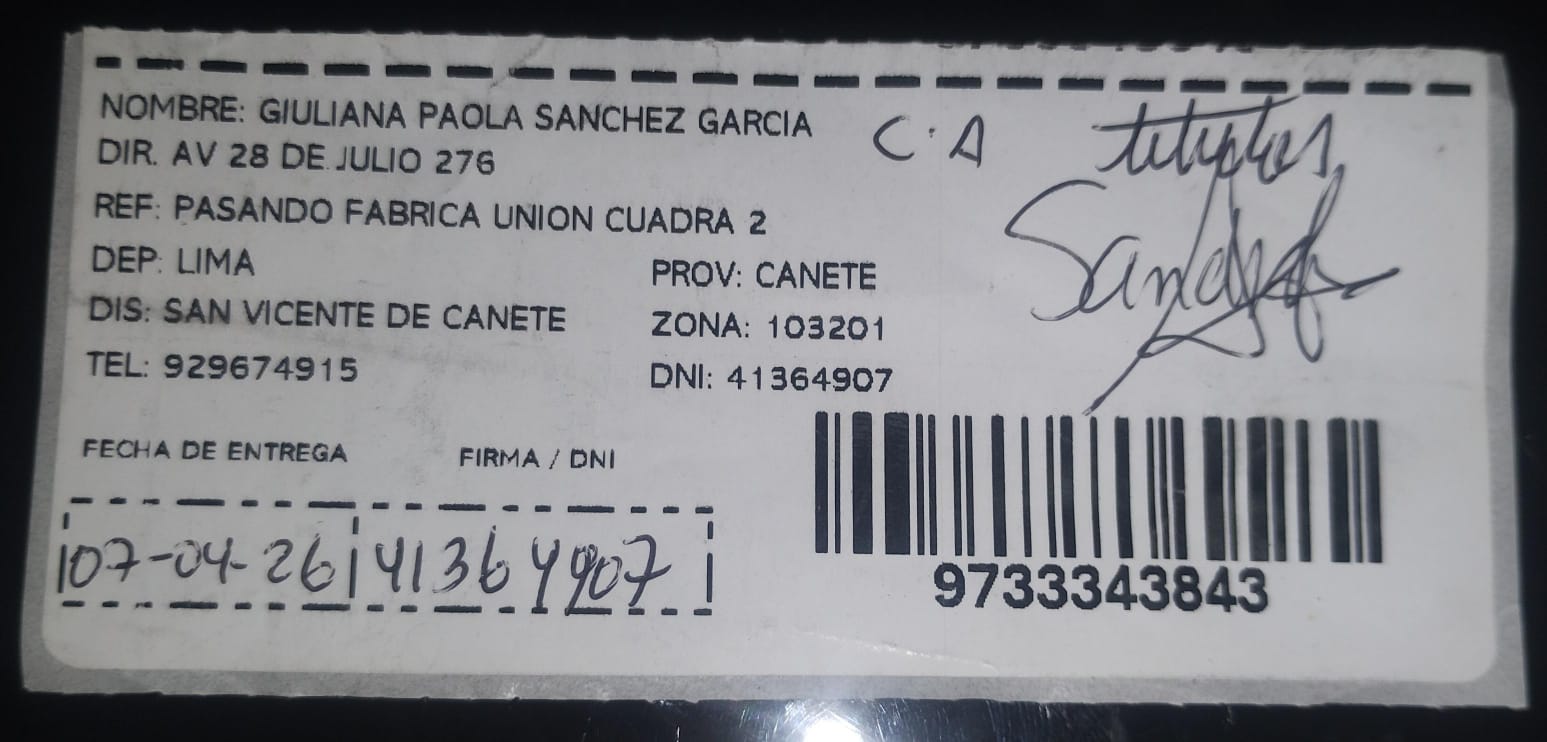 NOMBRE: GIULIANA PAOLA SANCHEZ GARCIA
C.A
DIR. AV 28 DE JULIO 276
REF: PASANDO FABRICA UNION CUADRA 2
DEP: LIMA
PROV: CANETE
DIS: SAN VICENTE DE CANETE
ZONA: 103201
TEL: 929674915
DNI: 41364907
FECHA DE ENTREGA
FIRMA / DNI
07-04-26
41364907
9733343843